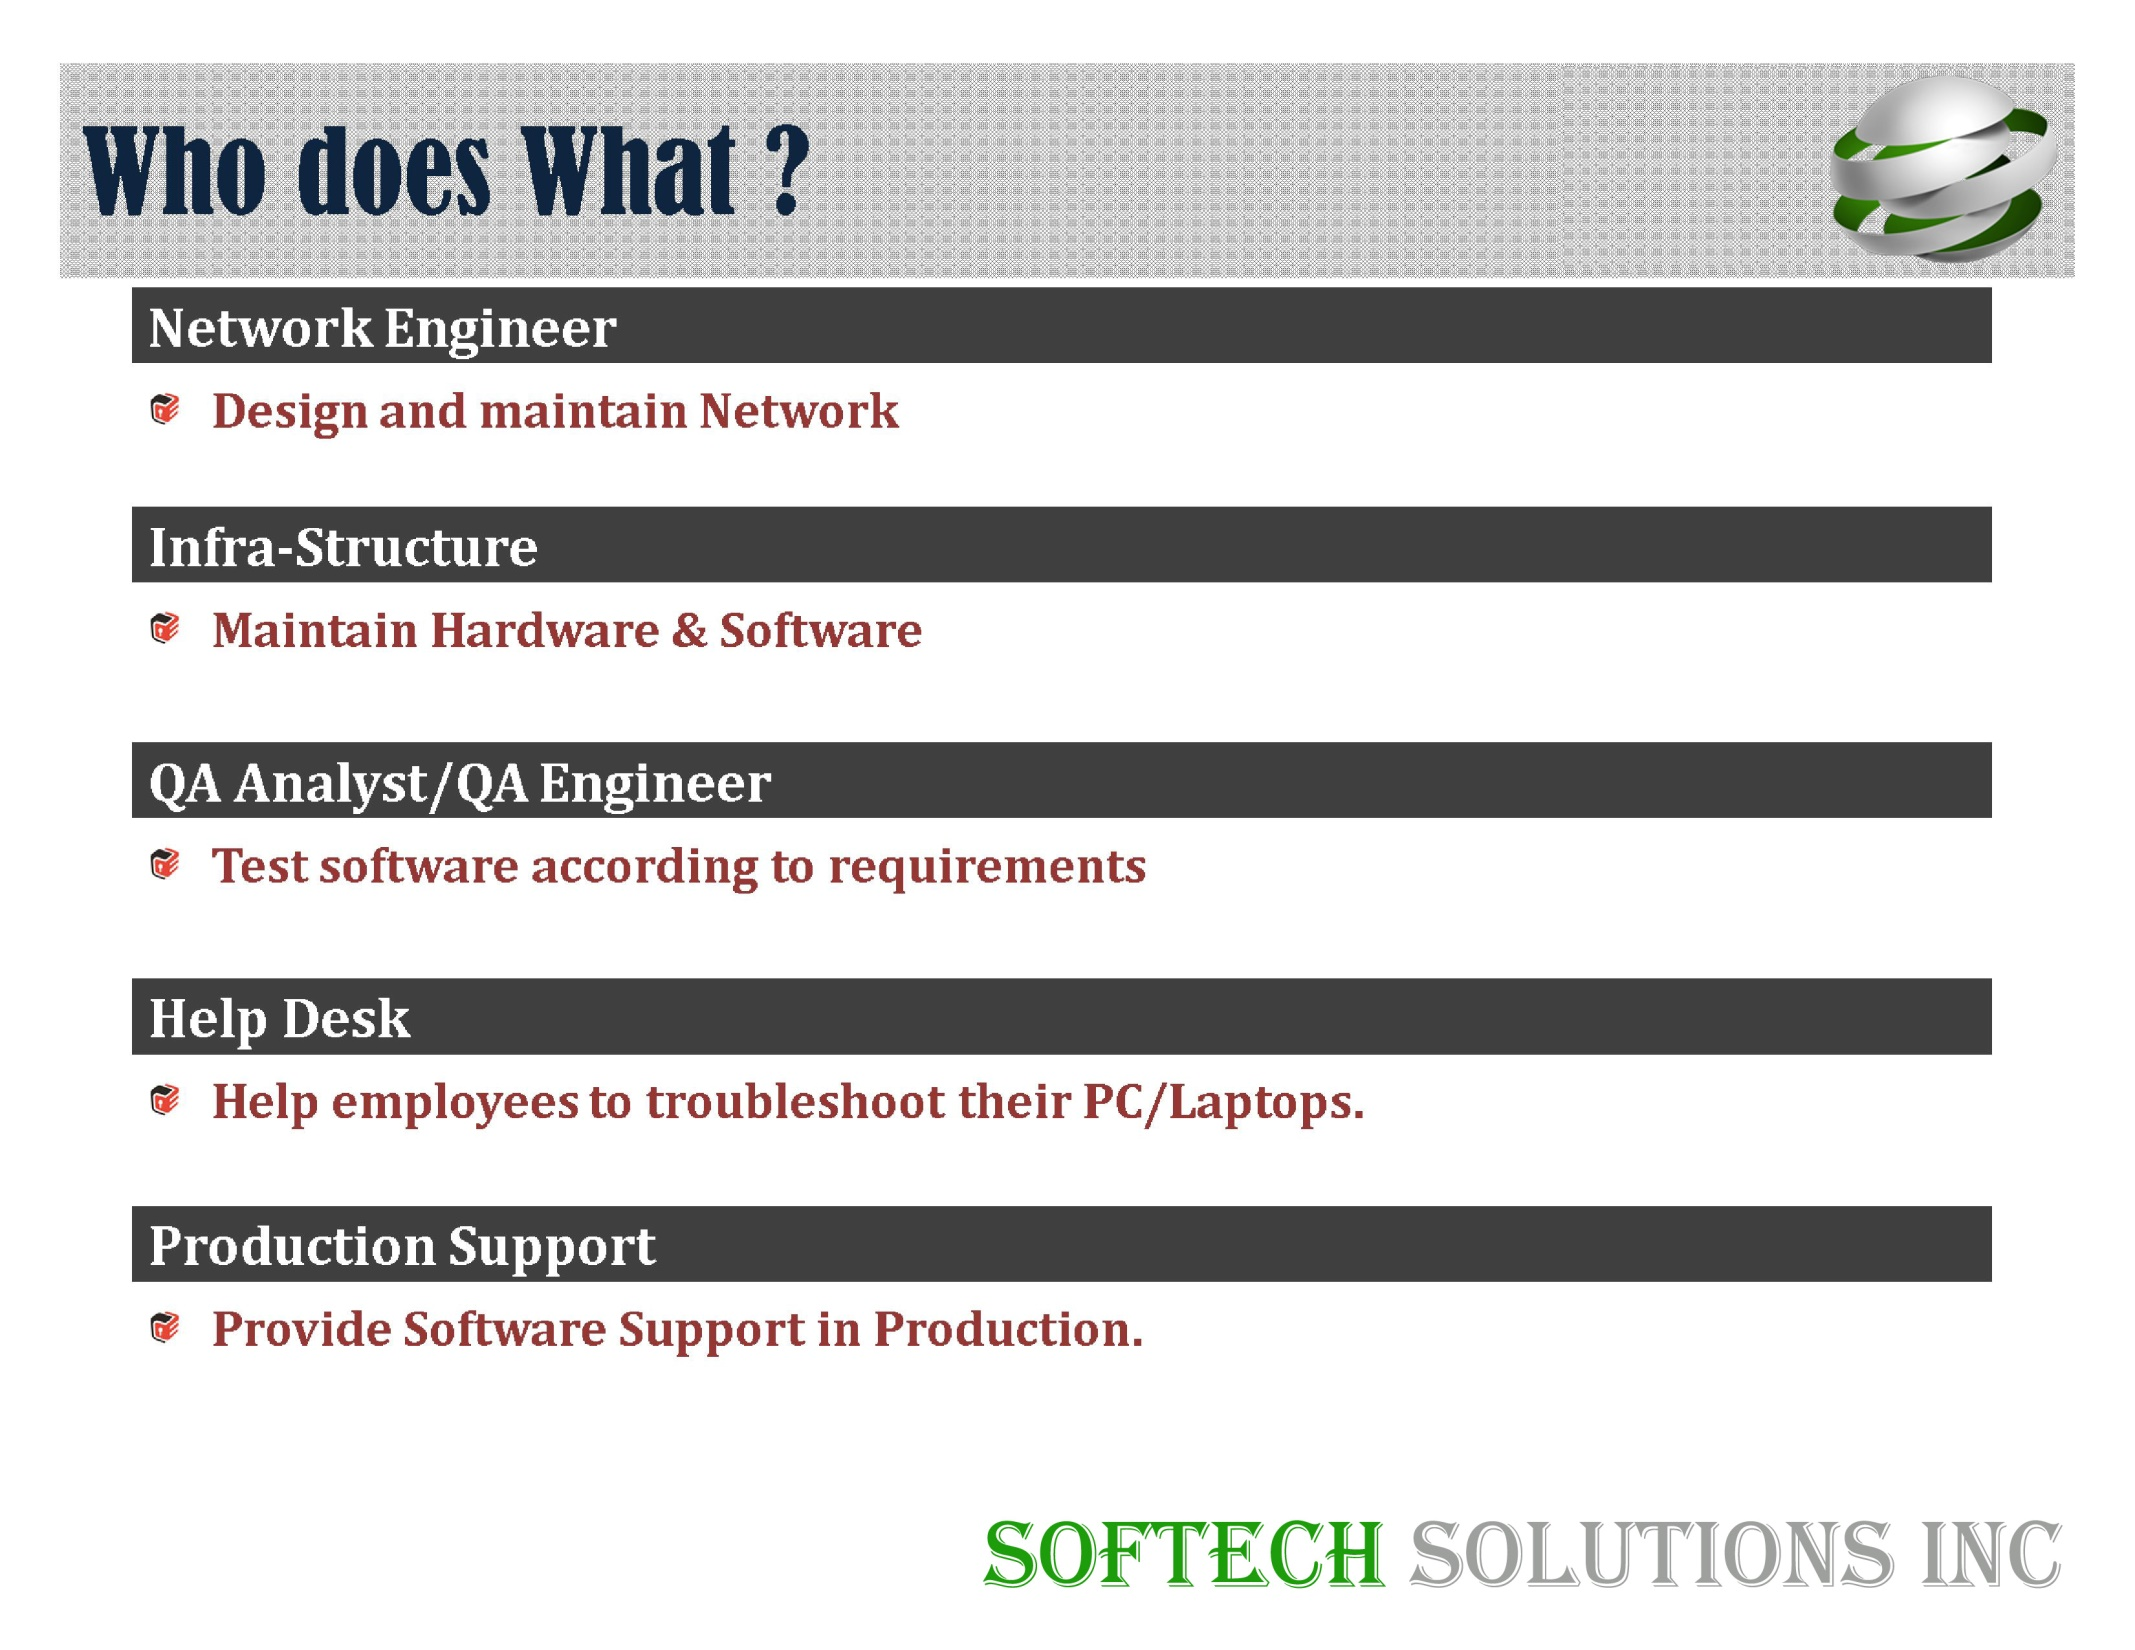 Who does What ?
Network Engineer
Design and maintain Network
Infra-Structure
Maintain Hardware & Software
QA Analyst/QA Engineer
Test software according to requirements
Help Desk
Help employees to troubleshoot their PC/Laptops.
Production Support
Provide Software Support in Production.
SOFTECH SOLUTIONS INC